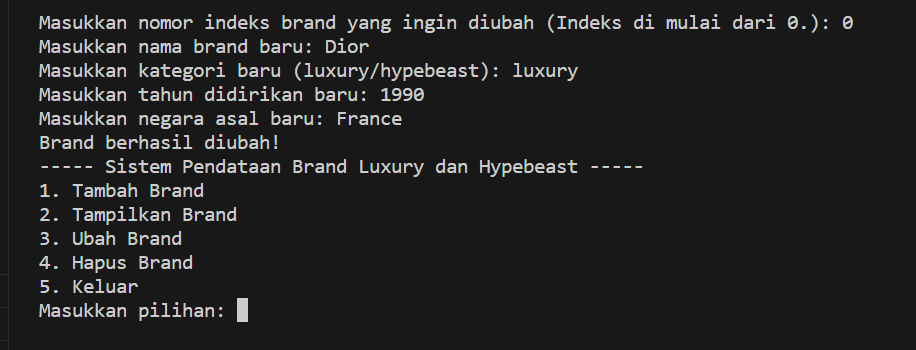 Masukkan nomor indeks brand yang ingin diubah (Indeks di mulai dari 0.): 0
Masukkan nama brand baru: Dior
Masukkan kategori baru (luxury/hypebeast): luxury
Masukkan tahun didirikan baru: 1990
Masukkan negara asal baru: France
Brand berhasil diubah!
----- Sistem Pendataan Brand Luxury dan Hypebeast -----
1. Tambah Brand
2. Tampilkan Brand
3. Ubah Brand
4. Hapus Brand
5. Keluar
Masukkan pilihan: